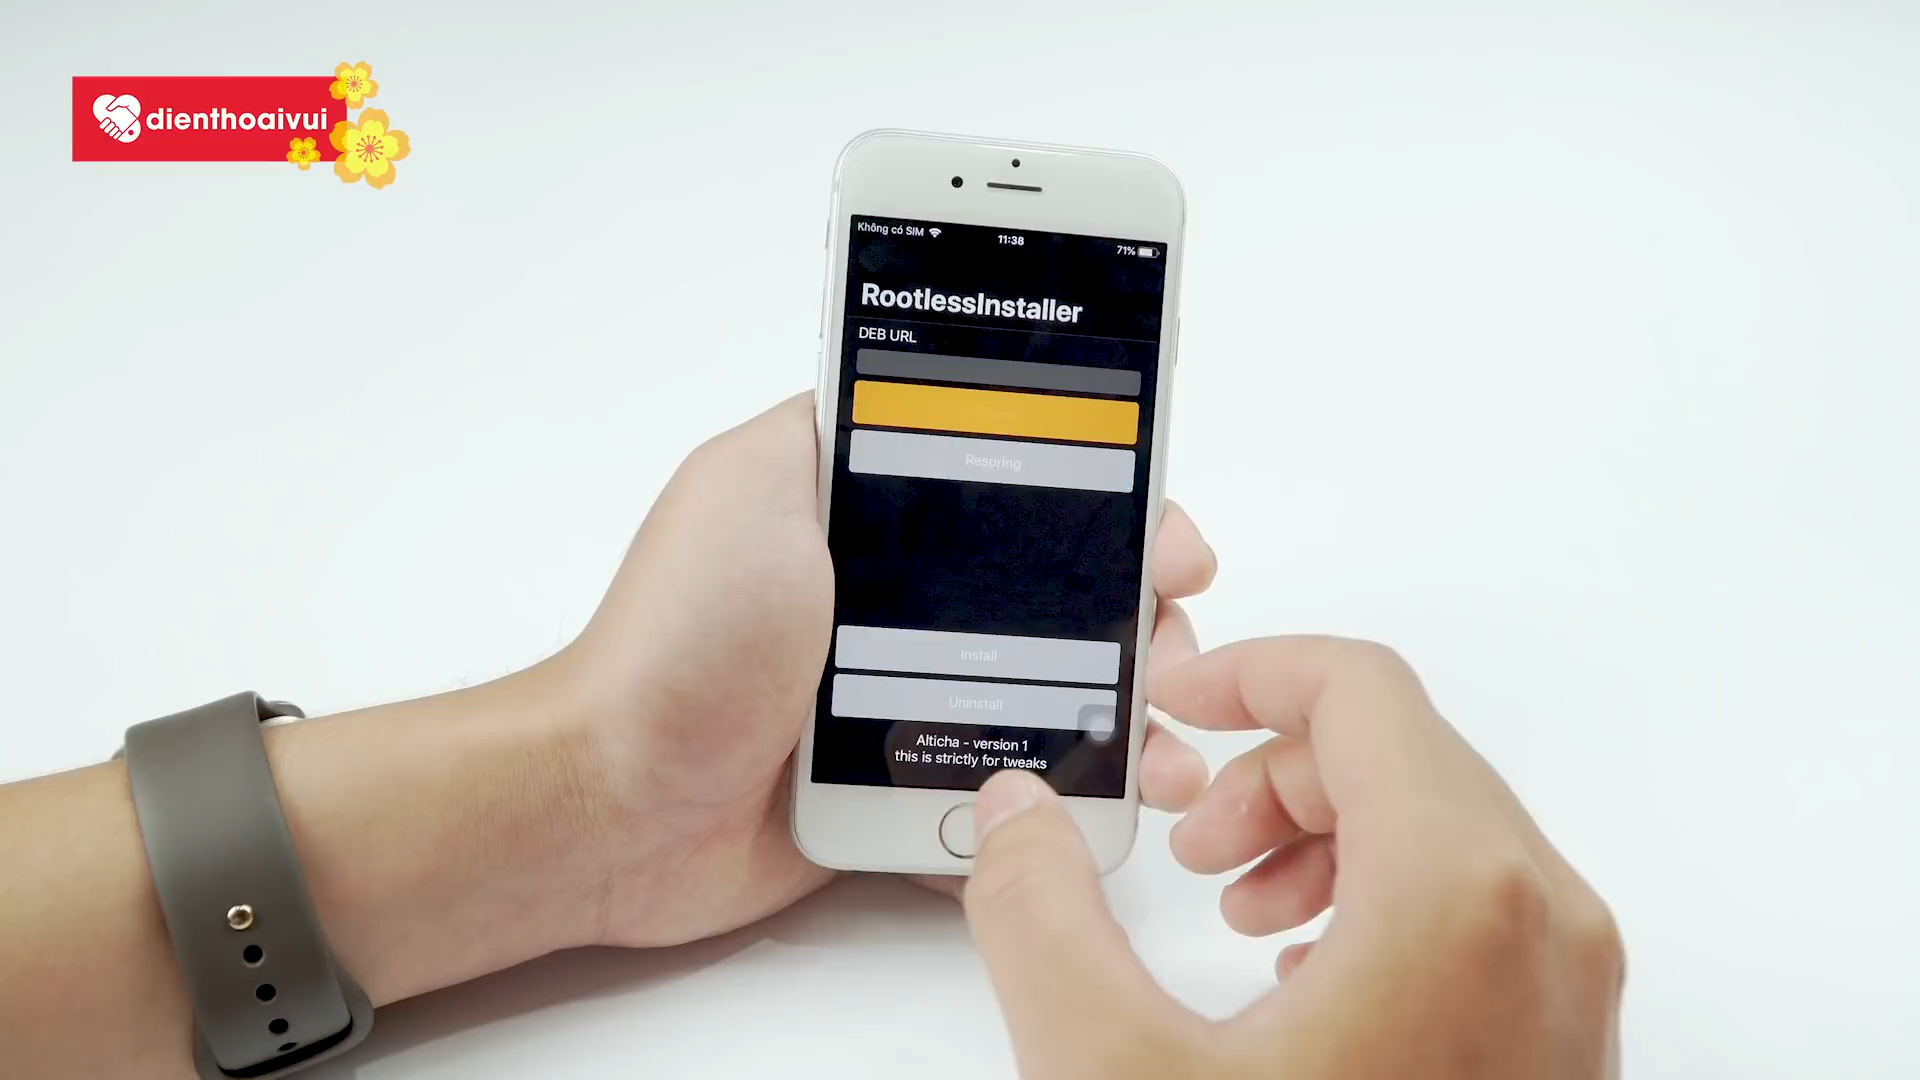 dienthoaivui
Không có SIM
11:38
71%
RootlessInstaller
DEB URL
Respring
Install
Uninstall
Alticha - version 1
this is strictly for tweaks